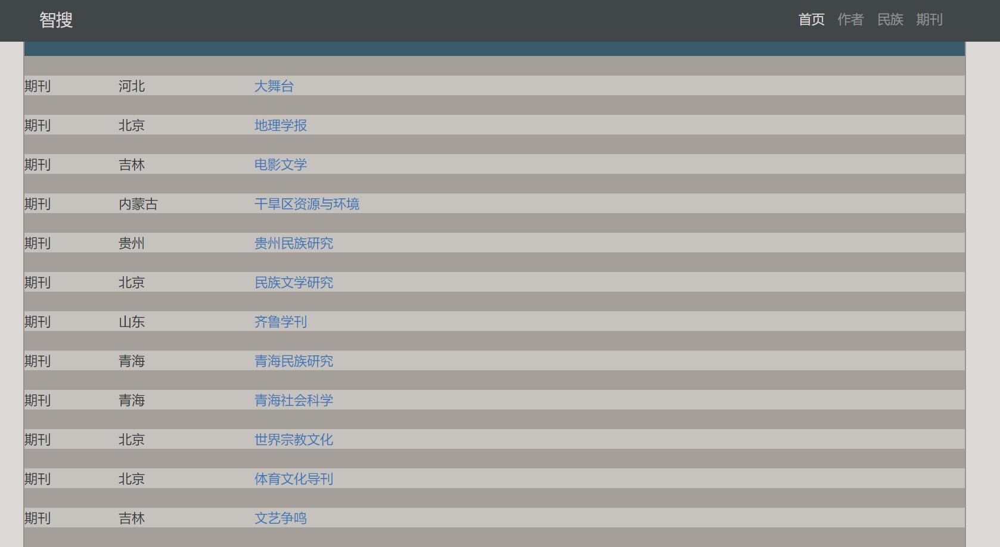 智搜 首页 作者 民族 期刊
期刊 河北 大舞台
期刊 北京 地理学报
期刊 吉林 电影文学
期刊 内蒙古 干旱区资源与环境
期刊 贵州 贵州民族研究
期刊 北京 民族文学研究
期刊 山东 齐鲁学刊
期刊 青海 青海民族研究
期刊 青海 青海社会科学
期刊 北京 世界宗教文化
期刊 北京 体育文化导刊
期刊 吉林 文艺争鸣